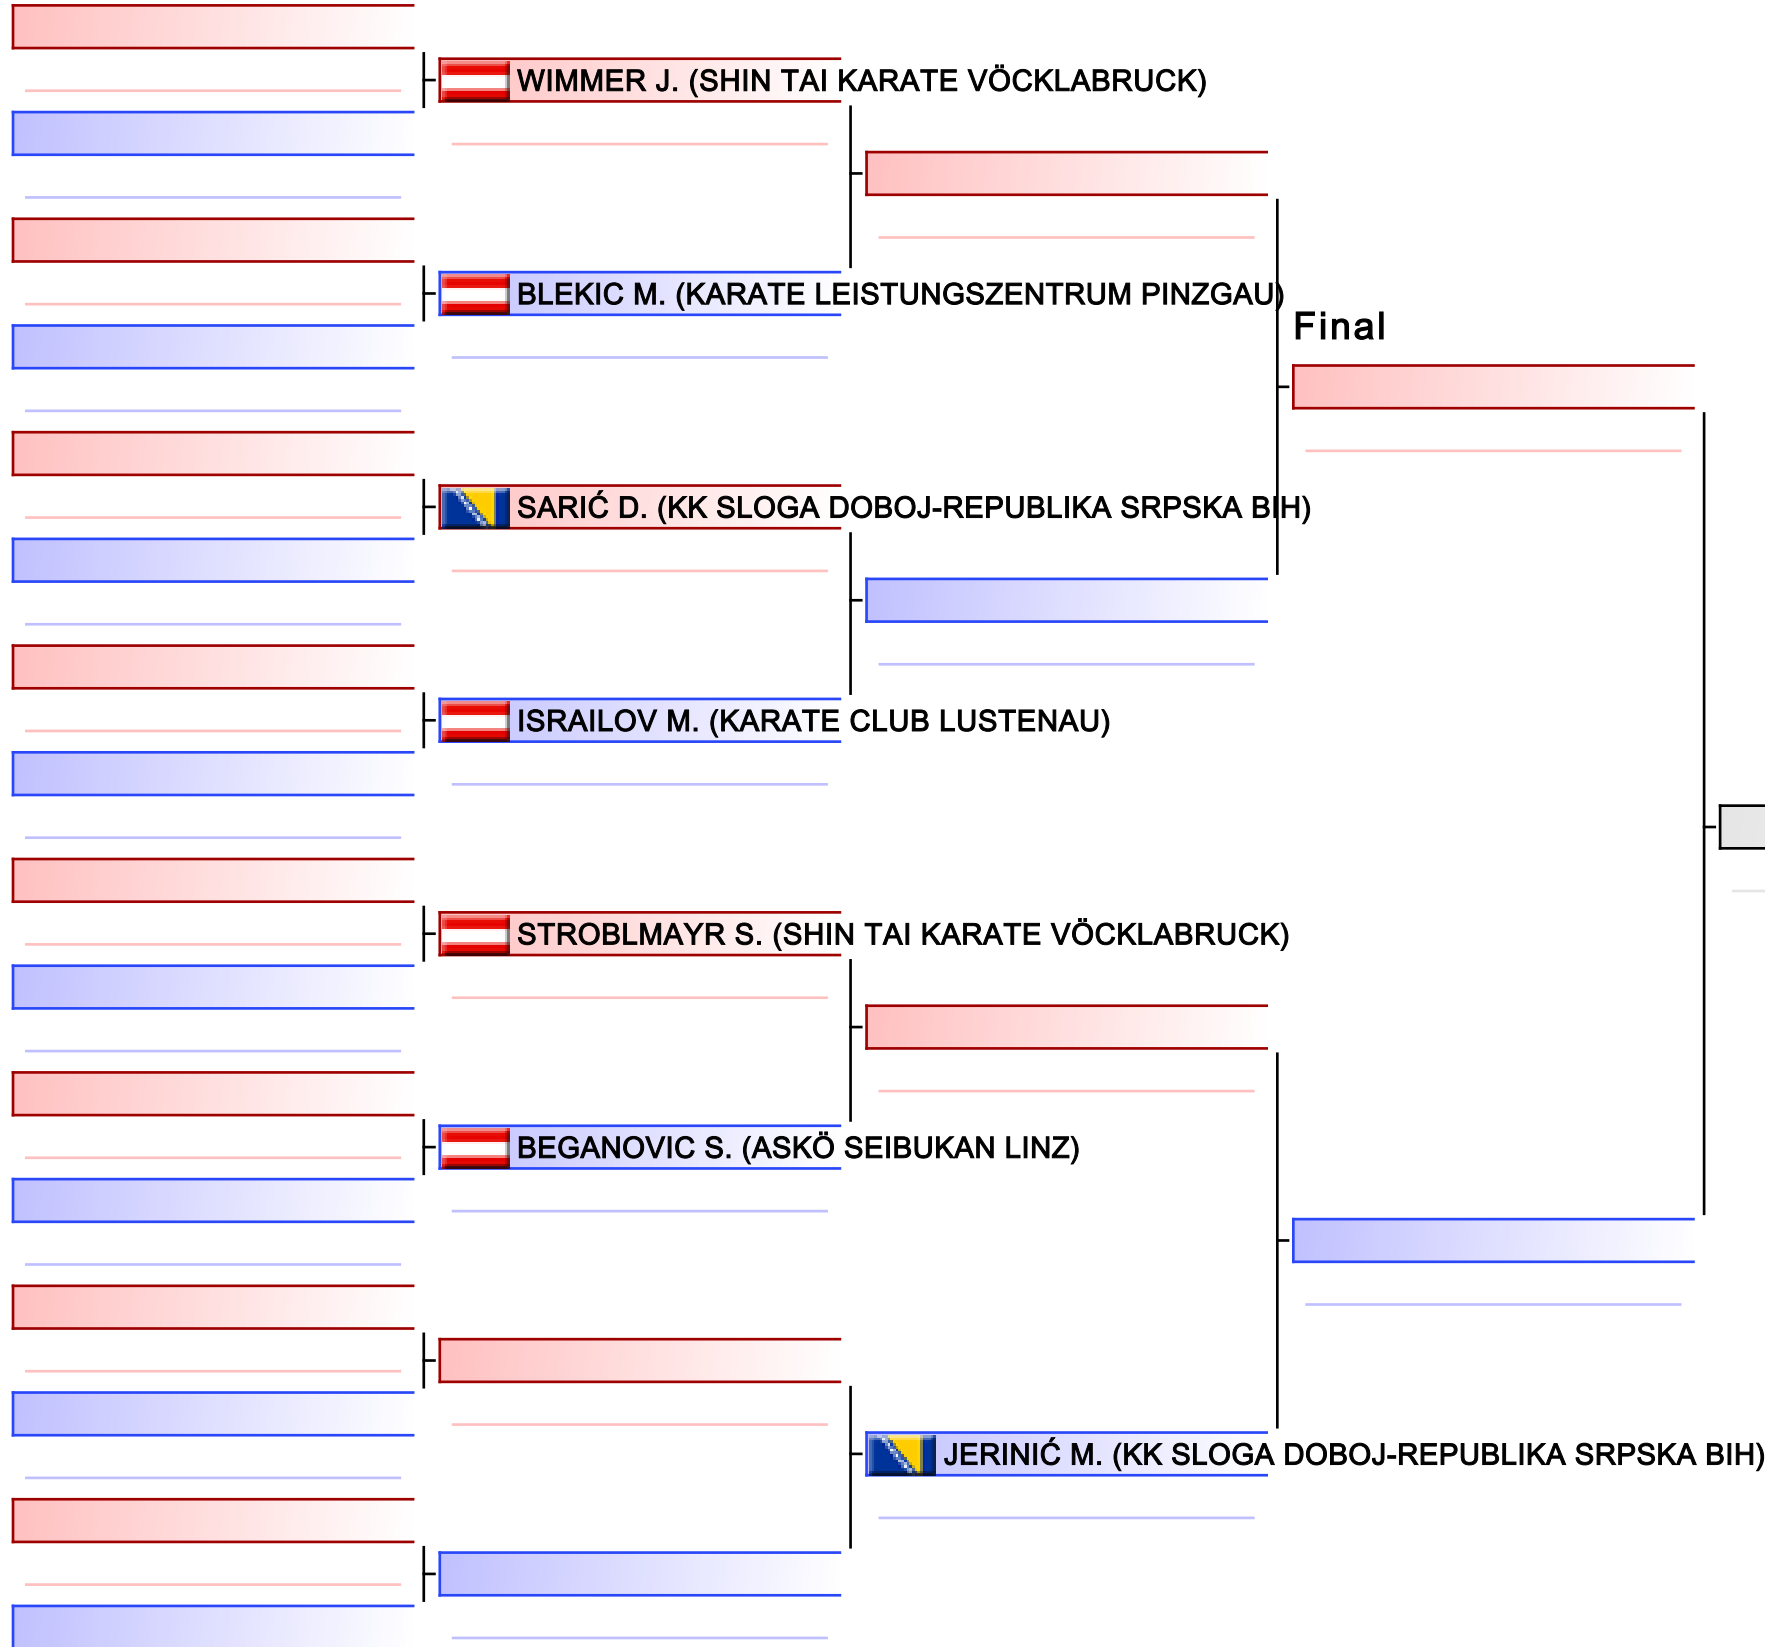 WIMMER J. (SHIN TAI KARATE VÖCKLABRUCK)
BLEKIC M. (KARATE LEISTUNGSZENTRUM PINZGAU)
Final
SARIĆ D. (KK SLOGA DOBOJ-REPUBLIKA SRPSKA BIH)
ISRAILOV M. (KARATE CLUB LUSTENAU)
STROBLMAYR S. (SHIN TAI KARATE VÖCKLABRUCK)
BEGANOVIC S. (ASKÖ SEIBUKAN LINZ)
JERINIĆ M. (KK SLOGA DOBOJ-REPUBLIKA SRPSKA BIH)